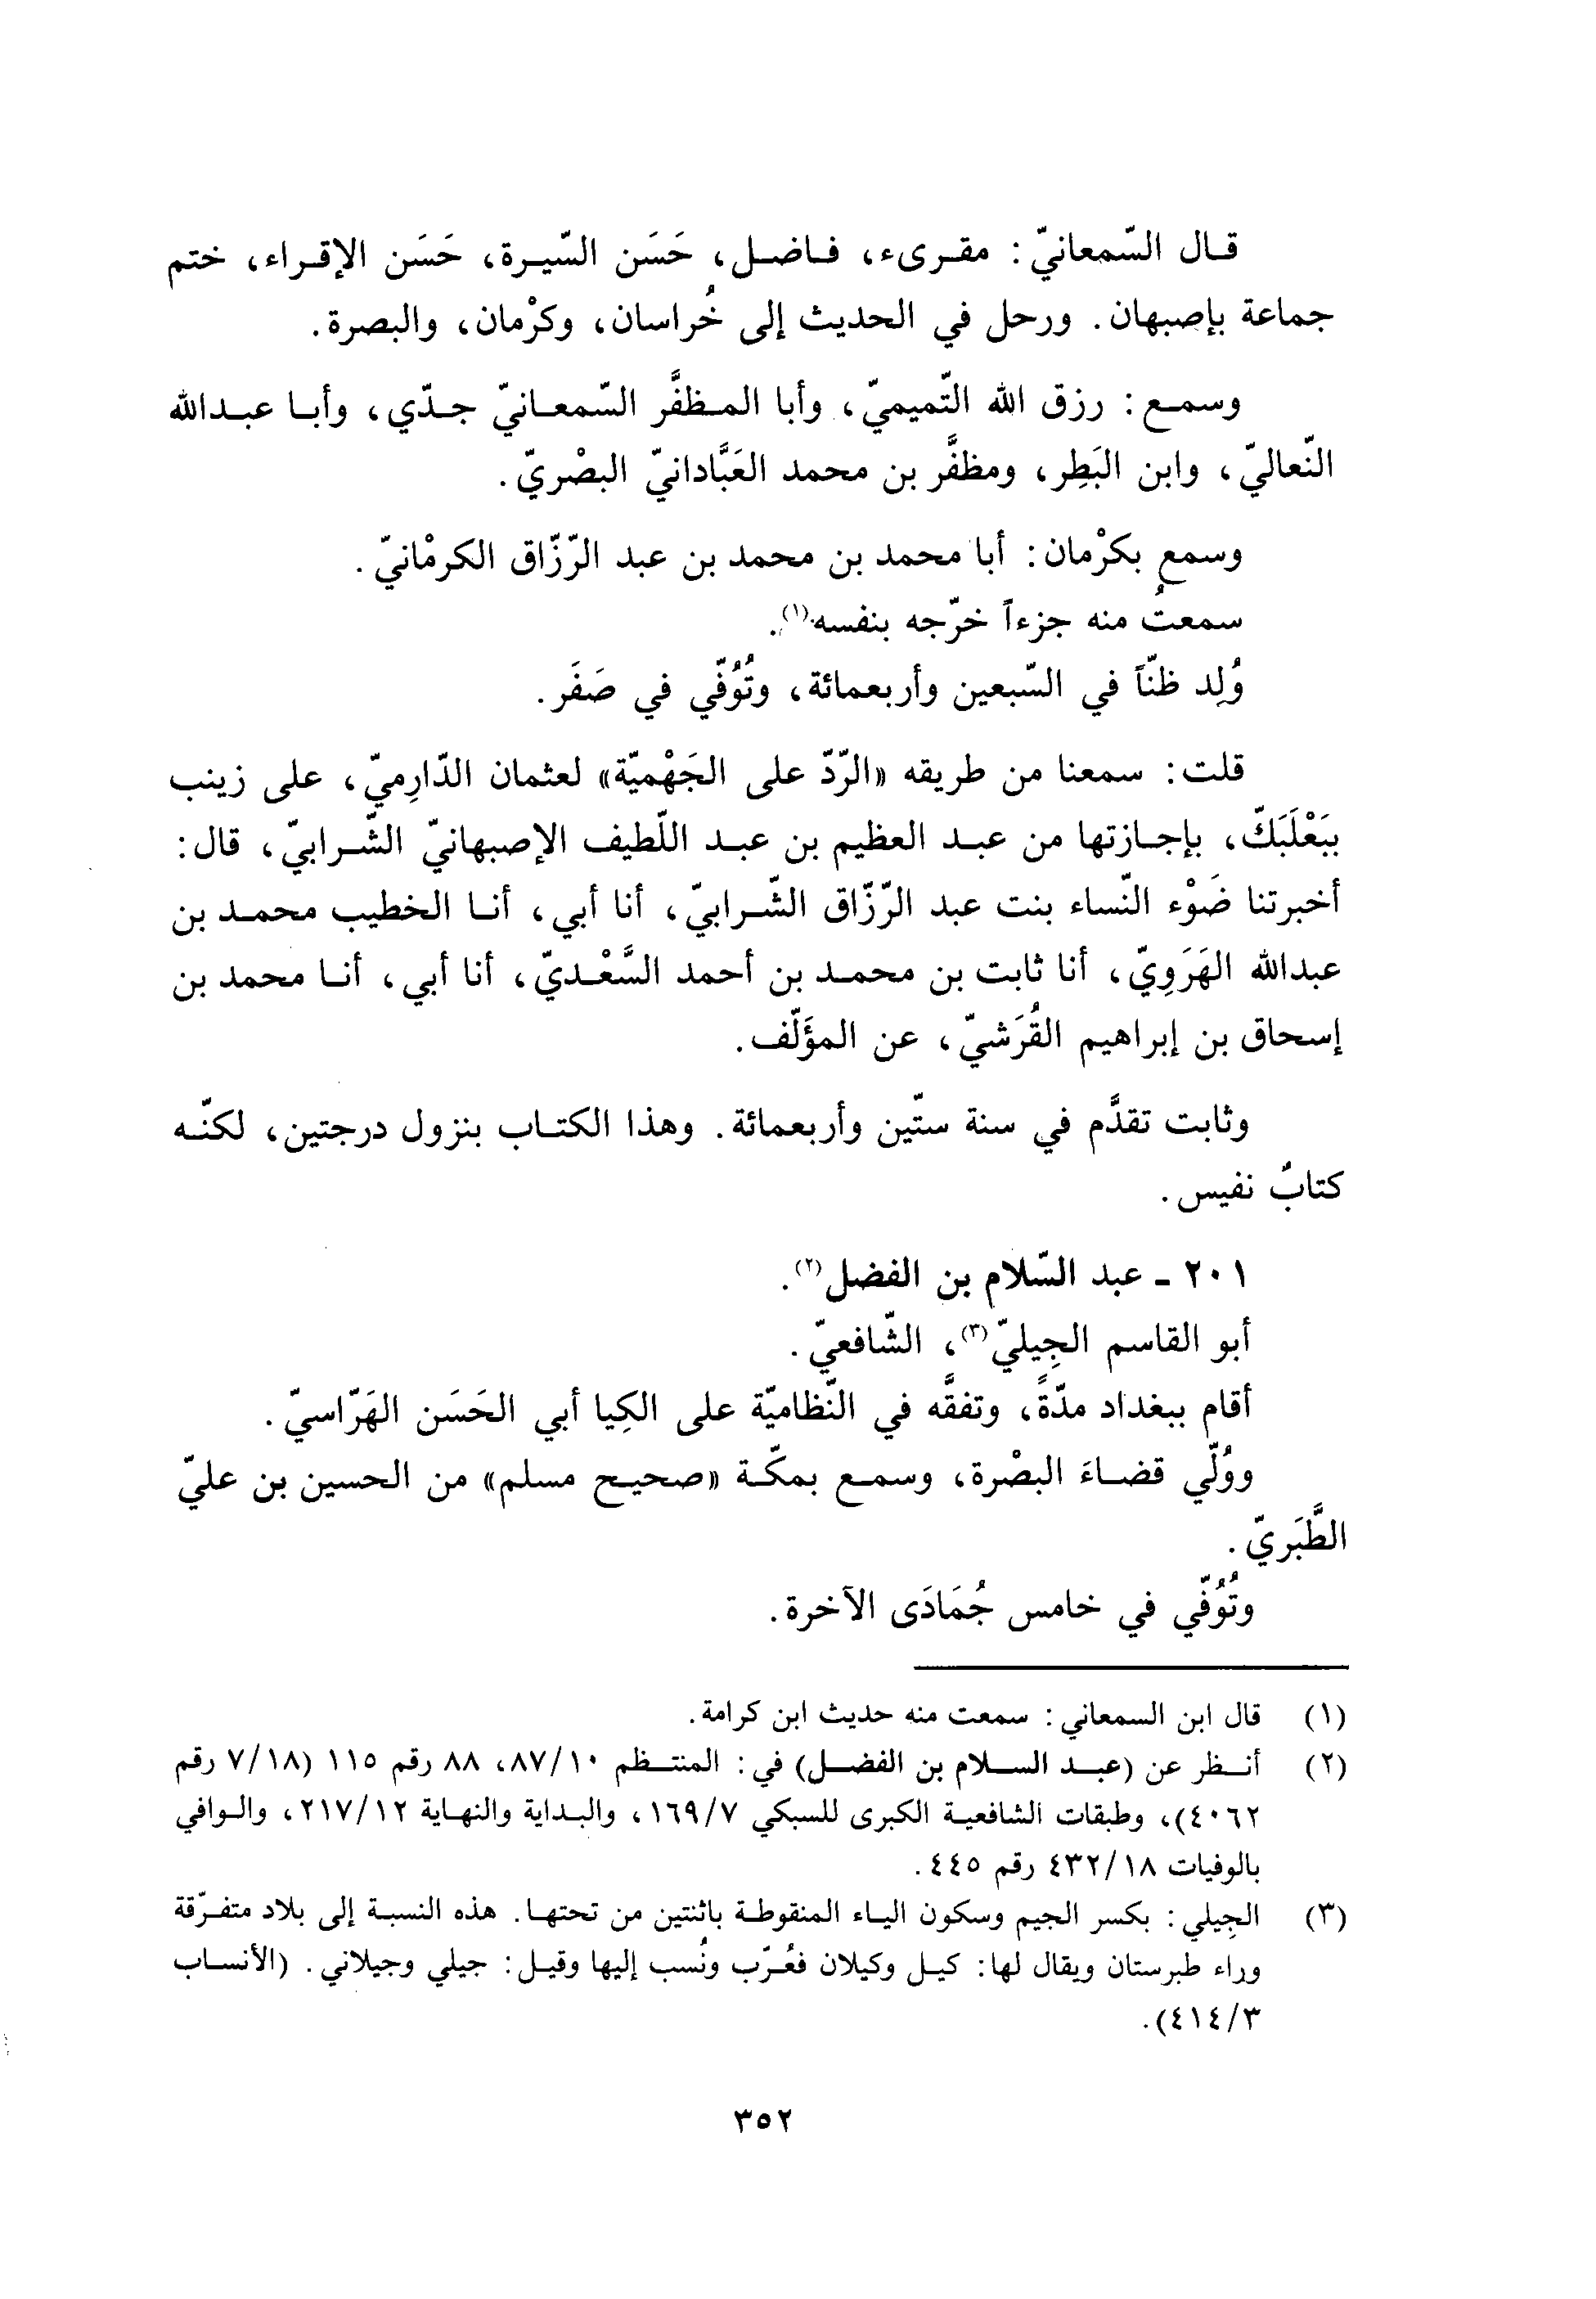 قال السّمعانيّ: مقرىء، فاضل، حَسَن السّيرة، حَسَن الإقراء، ختم
جماعة بإصبهان. ورحل في الحديث إلى خُراسان، وكرْمان، والبصرة.
وسمع: رزق الله التّميميّ، وأبا المظفَّر السّمعانيّ جدّي، وأبا عبدالله
النّعاليّ، وابن البَطِر، ومظفَّر بن محمد العَبَّادانيّ البصْريّ.
وسمع بكرْمان: أبا محمد بن محمد بن عبد الرّزّاق الكرمْانيّ.
سمعتُ منه جزءاً خرّجه بنفسه(١).
وُلِد ظنّاً في السّبعين وأربعمائة، وتُوُفّي في صَفَر.
قلت: سمعنا من طريقه «الرّدّ على الجَهْميّة» لعثمان الدّارِميّ، على زينب
ببَعْلَبَكّ، بإجازتها من عبد العظيم بن عبد اللّطيف الإصبهانيّ الشّرابيّ، قال:
أخبرتنا ضَوْء النّساء بنت عبد الرّزّاق الشّرابيّ، أنا أبي، أنا الخطيب محمد بن
عبدالله الهَرَوِيّ، أنا ثابت بن محمد بن أحمد السَّعْديّ، أنا أبي، أنا محمد بن
إسحاق بن إبراهيم القُرَشيّ، عن المؤَلّف.
وثابت تقدَّم في سنة ستّين وأربعمائة. وهذا الكتاب بنزول درجتين، لكنّه
كتابٌ نفيس.
٢٠١ - عبد السّلام بن الفضل(٢).
أبو القاسم الجِيليّ(٣)، الشّافعيّ.
أقام ببغداد مدّةً، وتفقَّه في النّظاميّة على الكِيا أبي الحَسَن الهَرّاسيّ.
ووُلّي قضاءَ البصْرة، وسمع بمكّة «صحيح مسلم» من الحسين بن عليّ
الطَّبَريّ.
وتُوُفّي في خامس جُمَادَى الآخرة.
(١) قال ابن السمعاني: سمعت منه حديث ابن كرامة.
(٢) أنظر عن (عبد السلام بن الفضل) في: المنتظم ٨٧/١٠، ٨٨ رقم ١١٥ (٧/١٨ رقم
٤٠٦٢)، وطبقات الشافعية الكبرى للسبكي ١٦٩/٧، والبداية والنهاية ٢١٧/١٢، والوافي
بالوفيات ٤٣٢/١٨ رقم ٤٤٥.
(٣) الجِيلي: بكسر الجيم وسكون الياء المنقوطة باثنتين من تحتها. هذه النسبة إلى بلاد متفرّقة
وراء طبرستان ويقال لها: كيل وكيلان فعُرّب ونُسب إليها وقيل: جيلي وجيلاني. (الأنساب
٤١٤/٣).
٣٥٢